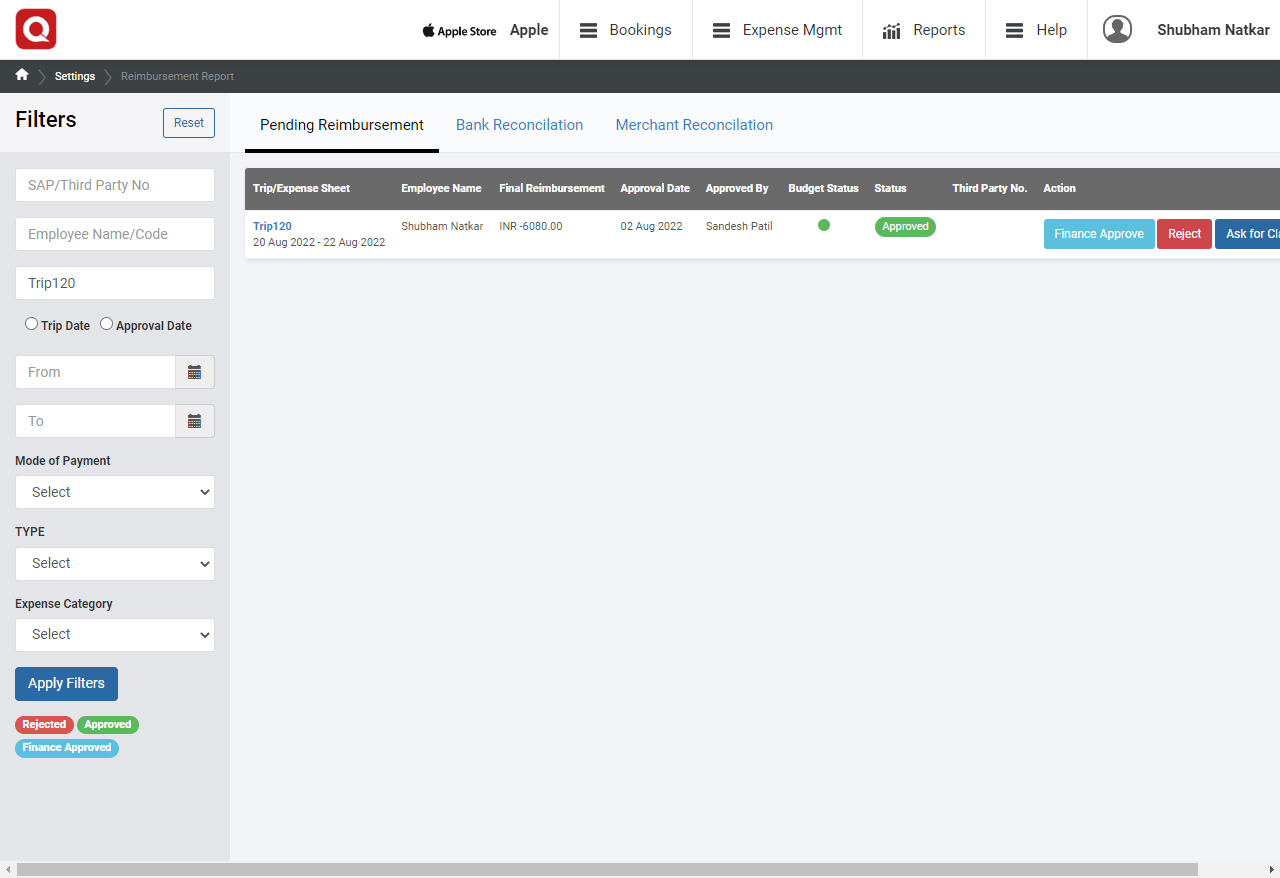 Apple Store Apple Bookings Expense Mgmt Reports Help Shubham Natkar
Settings Reimbursement Report
Filters Reset
SAP/Third Party No
Employee Name/Code
Trip120
Trip Date Approval Date
From
To
Mode of Payment
Select
TYPE
Select
Expense Category
Select
Apply Filters
Rejected Approved
Finance Approved
Pending Reimbursement Bank Reconcilation Merchant Reconcilation
Trip/Expense Sheet Employee Name Final Reimbursement Approval Date Approved By Budget Status Status Third Party No. Action
Trip120 Shubham Natkar INR -6080.00 02 Aug 2022 Sandesh Patil Approved Finance Approve Reject Ask for Cla
20 Aug 2022 - 22 Aug 2022